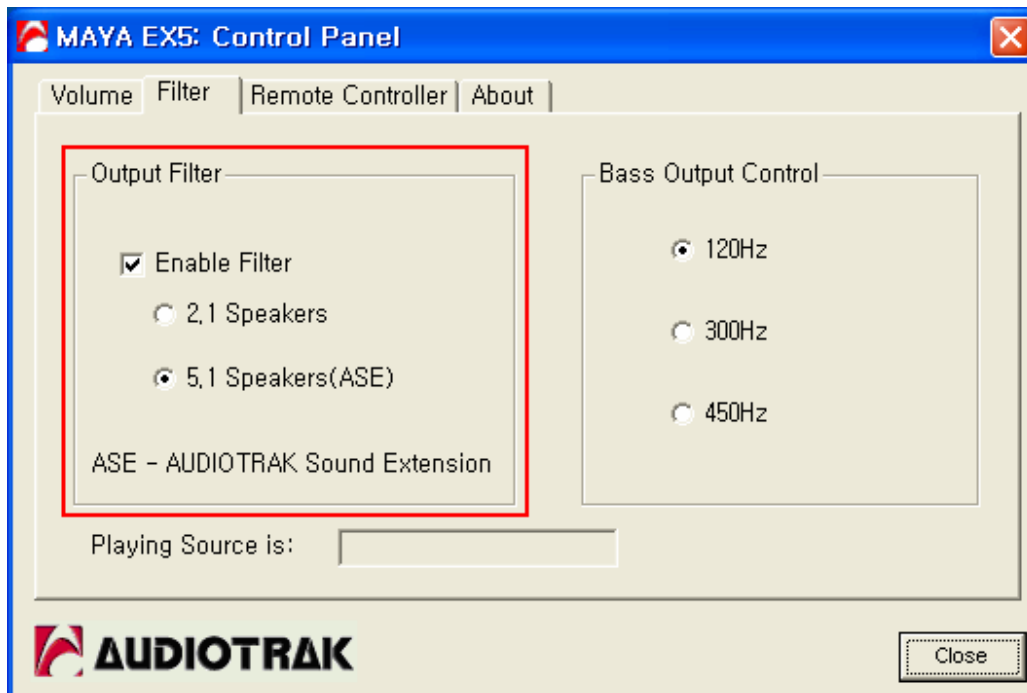 MAYA EX5: Control Panel
Volume Filter Remote Controller About
Output Filter
Enable Filter
2,1 Speakers
5,1 Speakers(ASE)
ASE - AUDIOTRAK Sound Extension
Bass Output Control
120Hz
300Hz
450Hz
Playing Source is:
AUDIOTRAK
Close